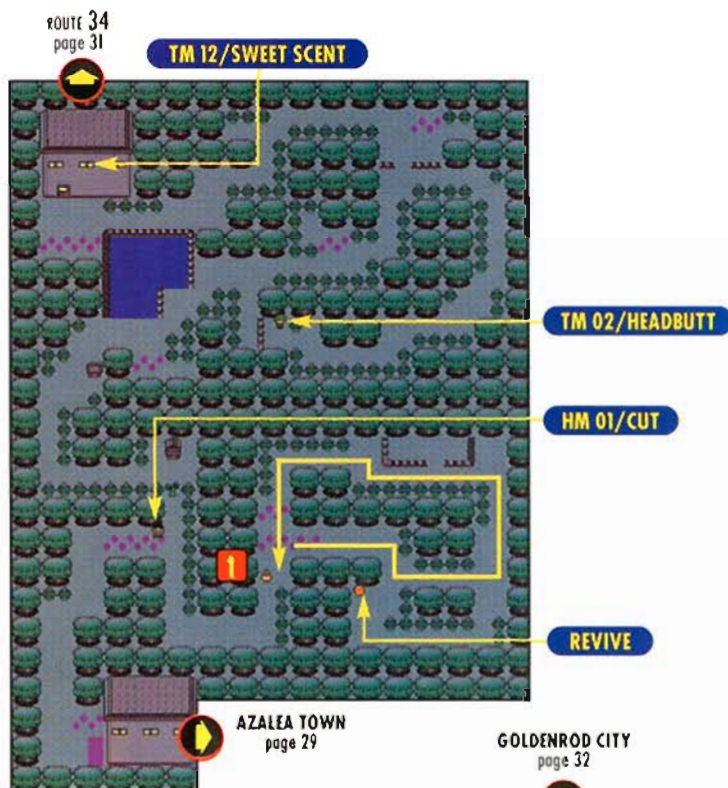 ROUTE 34
page 31
TM 12/SWEET SCENT
TM 02/HEADBUTT
HM 01/CUT
1
REVIVE
AZALEA TOWN
page 29
GOLDENROD CITY
page 32